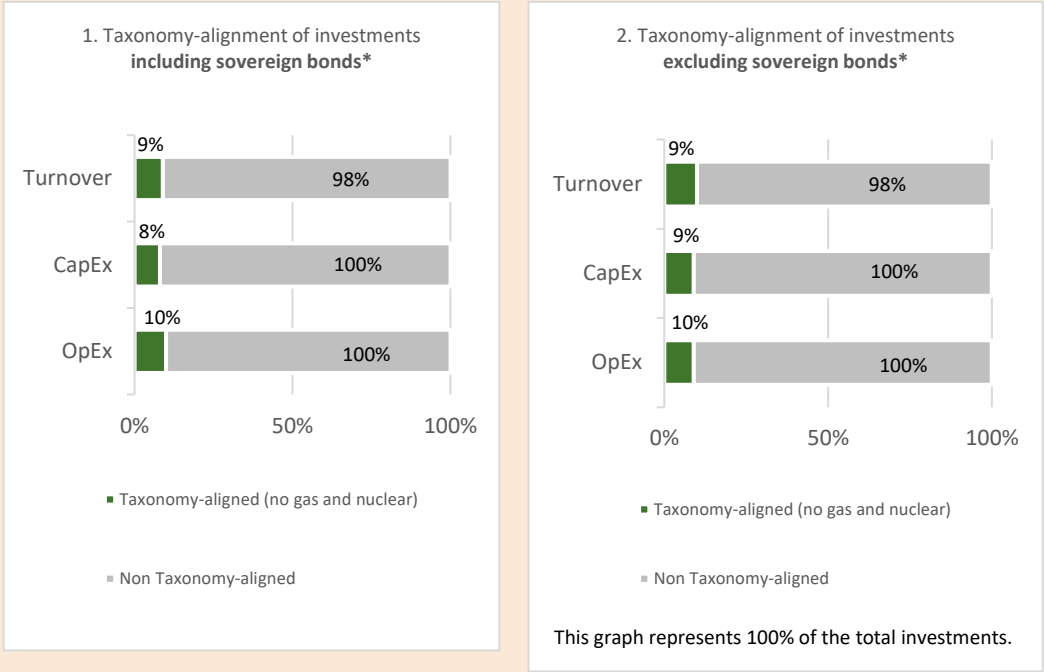 1. Taxonomy-alignment of investments
including sovereign bonds*
9%
Turnover
98%
8%
CapEx
100%
10%
OpEx
100%
0%
50%
100%
Taxonomy-aligned (no gas and nuclear)
Non Taxonomy-aligned
2. Taxonomy-alignment of investments
excluding sovereign bonds*
9%
Turnover
98%
9%
CapEx
100%
10%
OpEx
100%
0%
50%
100%
Taxonomy-aligned (no gas and nuclear)
Non Taxonomy-aligned
This graph represents 100% of the total investments.